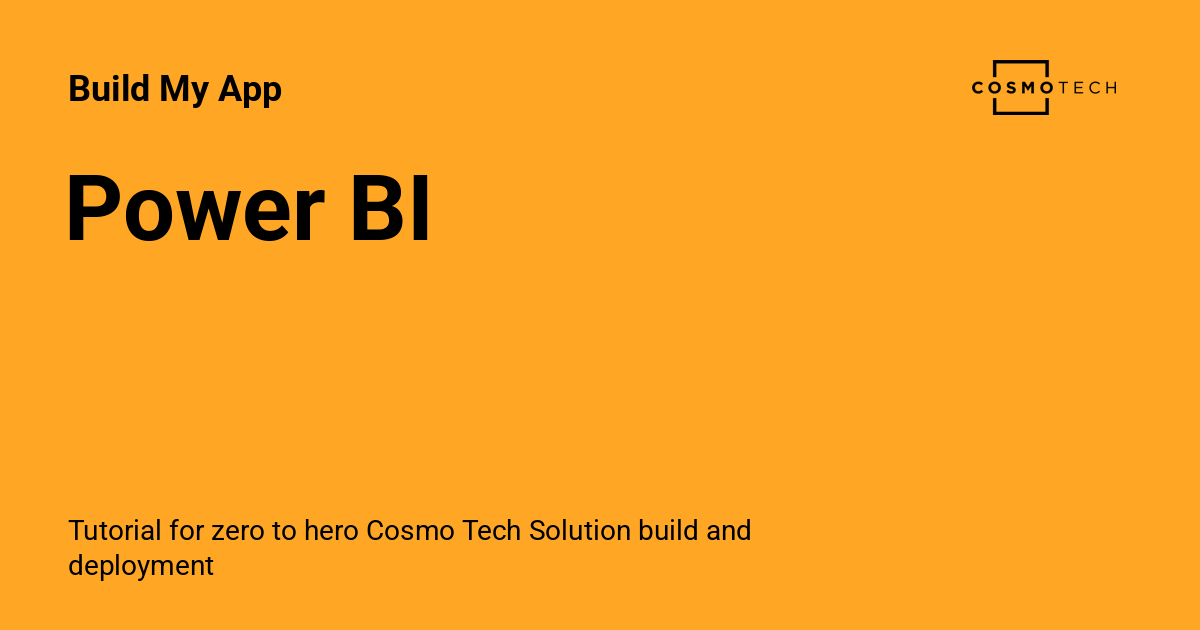 Build My App
COSMOTECH
Power BI
Tutorial for zero to hero Cosmo Tech Solution build and
deployment